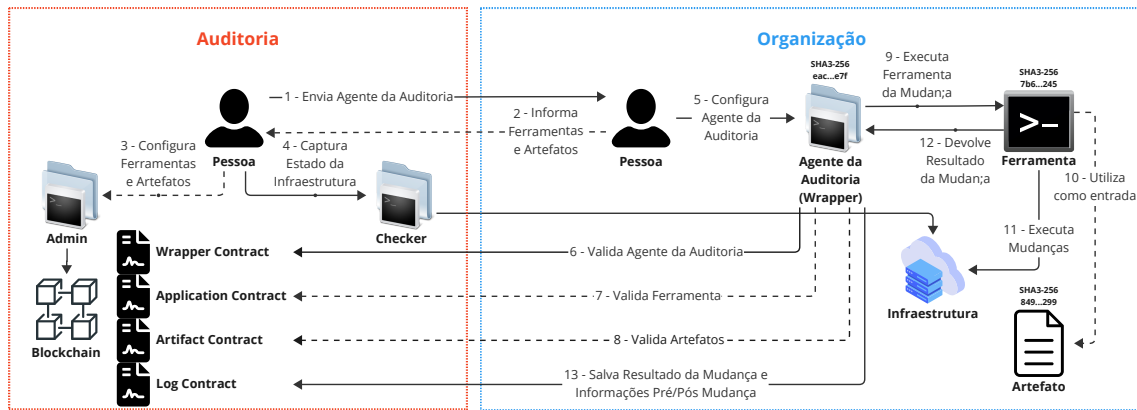 Auditoria
Organização
1 - Envia Agente da Auditoria
2 - Informa
Ferramentas
e Artefatos
Pessoa
Pessoa
3 - Configura
Ferramentas
e Artefatos
4 - Captura
Estado da
Infraestrutura
Admin
Checker
Blockchain
Wrapper Contract
Application Contract
Artifact Contract
Log Contract
5 - Configura
Agente da
Auditoria
SHA3-256
eac...e7f
Agente da
Auditoria
(Wrapper)
9 - Executa
Ferramenta
da Mudan;a
12 - Devolve
Resultado
da Mudan;a
SHA3-256
7b6...245
>_
Ferramenta
10 - Utiliza
como entrada
11 - Executa
Mudanças
6 - Valida Agente da Auditoria
7 - Valida Ferramenta
8 - Valida Artefatos
13 - Salva Resultado da Mudança e
Informações Pré/Pós Mudança
Infraestrutura
SHA3-256
849...299
Artefato